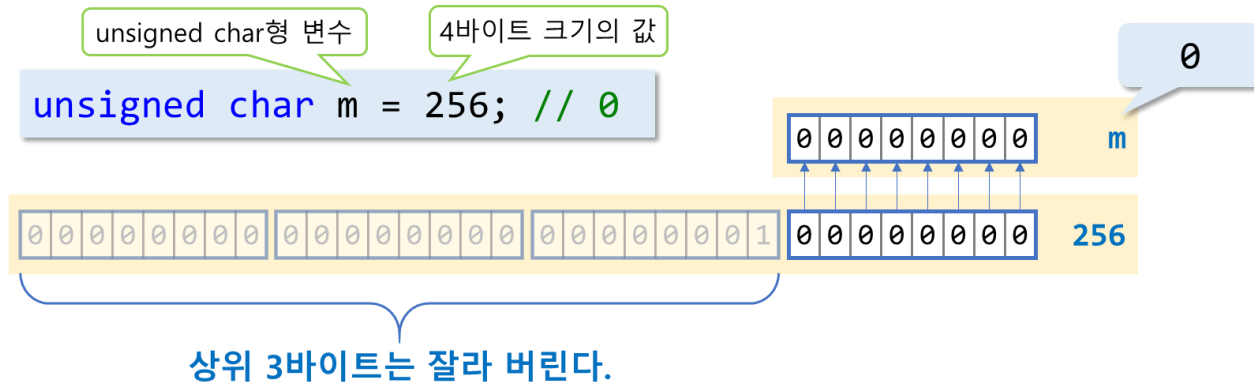 unsigned char형 변수
4바이트 크기의 값
0
unsigned char m = 256; // 0
0 0 0 0 0 0 0 0 m
0 0 0 0 0 0 0 0 0 0 0 0 0 0 0 0 0 0 0 0 0 0 0 1 0 0 0 0 0 0 0 0 256
상위 3바이트는 잘라 버린다.